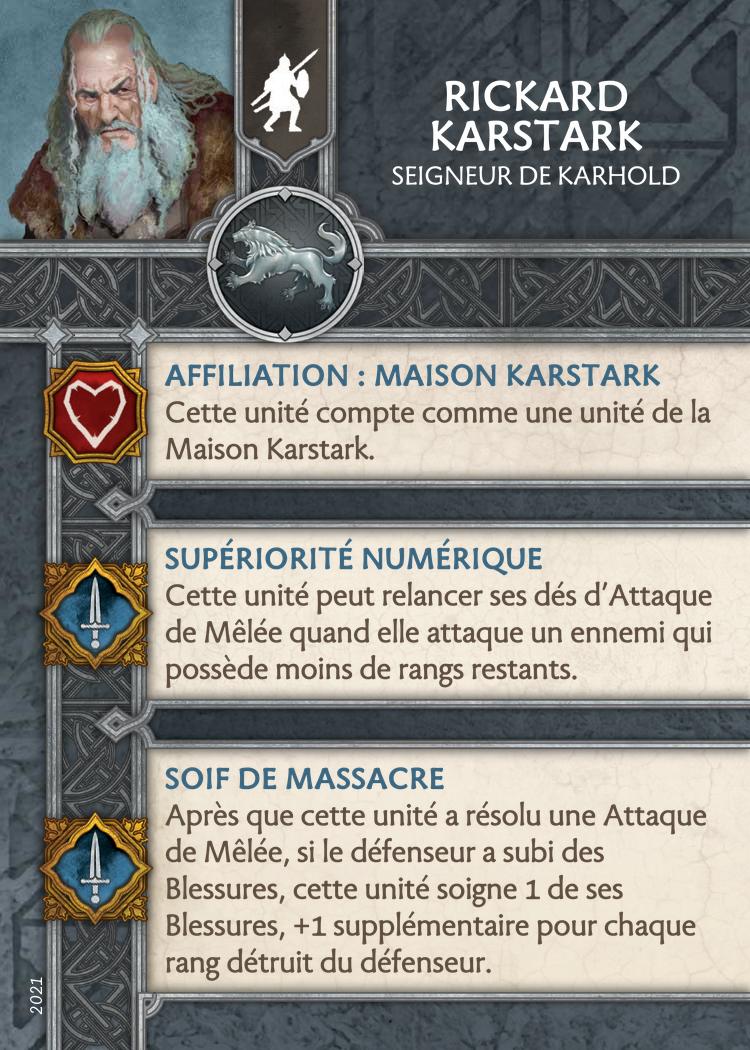 RICKARD
KARSTARK
SEIGNEUR DE KARHOLD
AFFILIATION : MAISON KARSTARK
Cette unité compte comme une unité de la
Maison Karstark.
SUPÉRIORITÉ NUMÉRIQUE
Cette unité peut relancer ses dés d’Attaque
de Mêlée quand elle attaque un ennemi qui
possède moins de rangs restants.
SOIF DE MASSACRE
Après que cette unité a résolu une Attaque
de Mêlée, si le défenseur a subi des
Blessures, cette unité soigne 1 de ses
Blessures, +1 supplémentaire pour chaque
rang détruit du défenseur.
2021